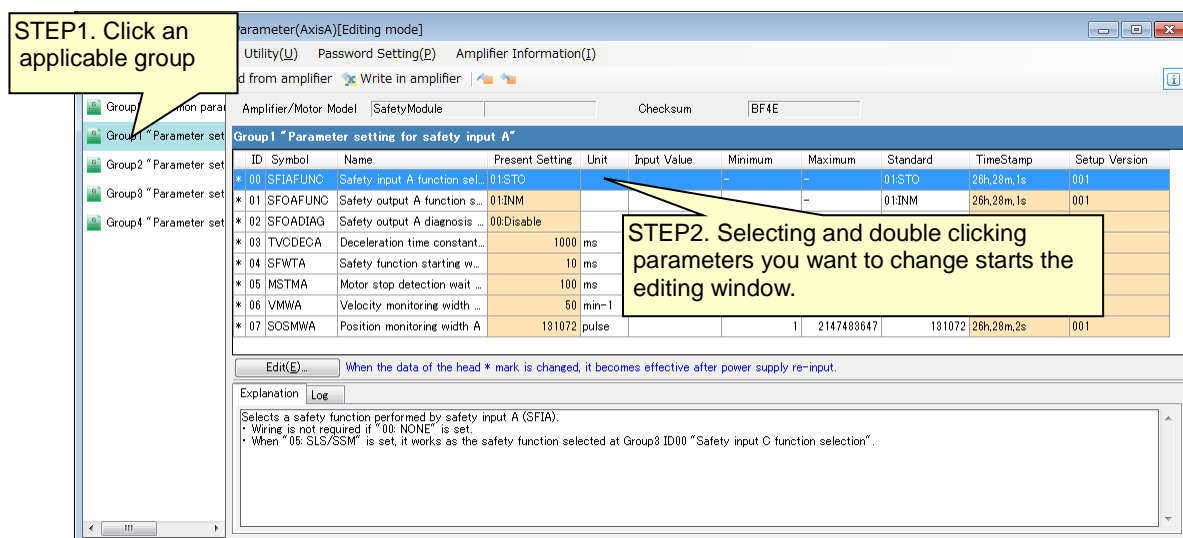 STEP1. Click an
applicable group
Parameter(AxisA)[Editing mode]
Utility(U) Password Setting(P) Amplifier Information(I)
d from amplifier Write in amplifier
Group on para
Amplifier/Motor Model SafetyModule Checksum BF4E
Group1 "Parameter set
Group1 "Parameter setting for safety input A"
Group2 "Parameter set
Group3 "Parameter set
Group4 "Parameter set
ID Symbol Name Present Setting Unit Input Value Minimum Maximum Standard TimeStamp Setup Version
* 00 SFIAFUNC Safety input A function sel... 01:STO - - 01:STO 26h,28m,1s 001
* 01 SFOAFUNC Safety output A function s... 01:INM - 01:INM 26h,28m,1s 001
* 02 SFOADIAG Safety output A diagnosis ... 00:Disable
* 03 TVCDECA Deceleration time constant... 1000 ms
* 04 SFWTA Safety function starting w... 10 ms
* 05 MSTMA Motor stop detection wait ... 100 ms
* 06 VMWA Velocity monitoring width ... 50 min-1
* 07 SOSMWA Position monitoring width A 131072 pulse 1 2147483647 131072 26h,28m,2s 001
STEP2. Selecting and double clicking
parameters you want to change starts the
editing window.
Edit(E)... When the data of the head * mark is changed, it becomes effective after power supply re-input.
Explanation Log
Selects a safety function performed by safety input A (SFIA).
・ Wiring is not required if "00: NONE" is set.
・ When "05: SLS/SSM" is set, it works as the safety function selected at Group3 ID00 "Safety input C function selection".